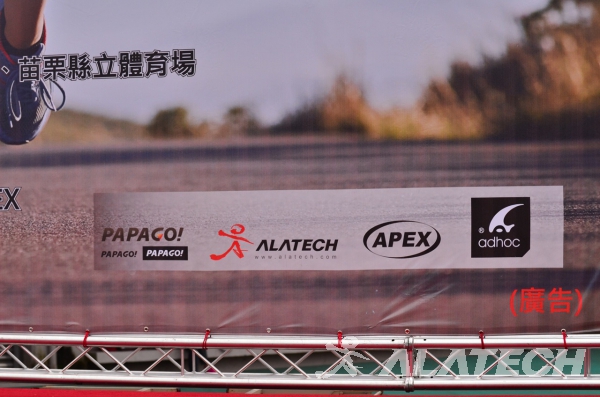 、苗栗縣立體育場
EX
PAPAGO!
PAPAGO! PAPAGO!
ALATECH
www.alatech.com
APEX
® adhoc
(廣告)
ALATECH